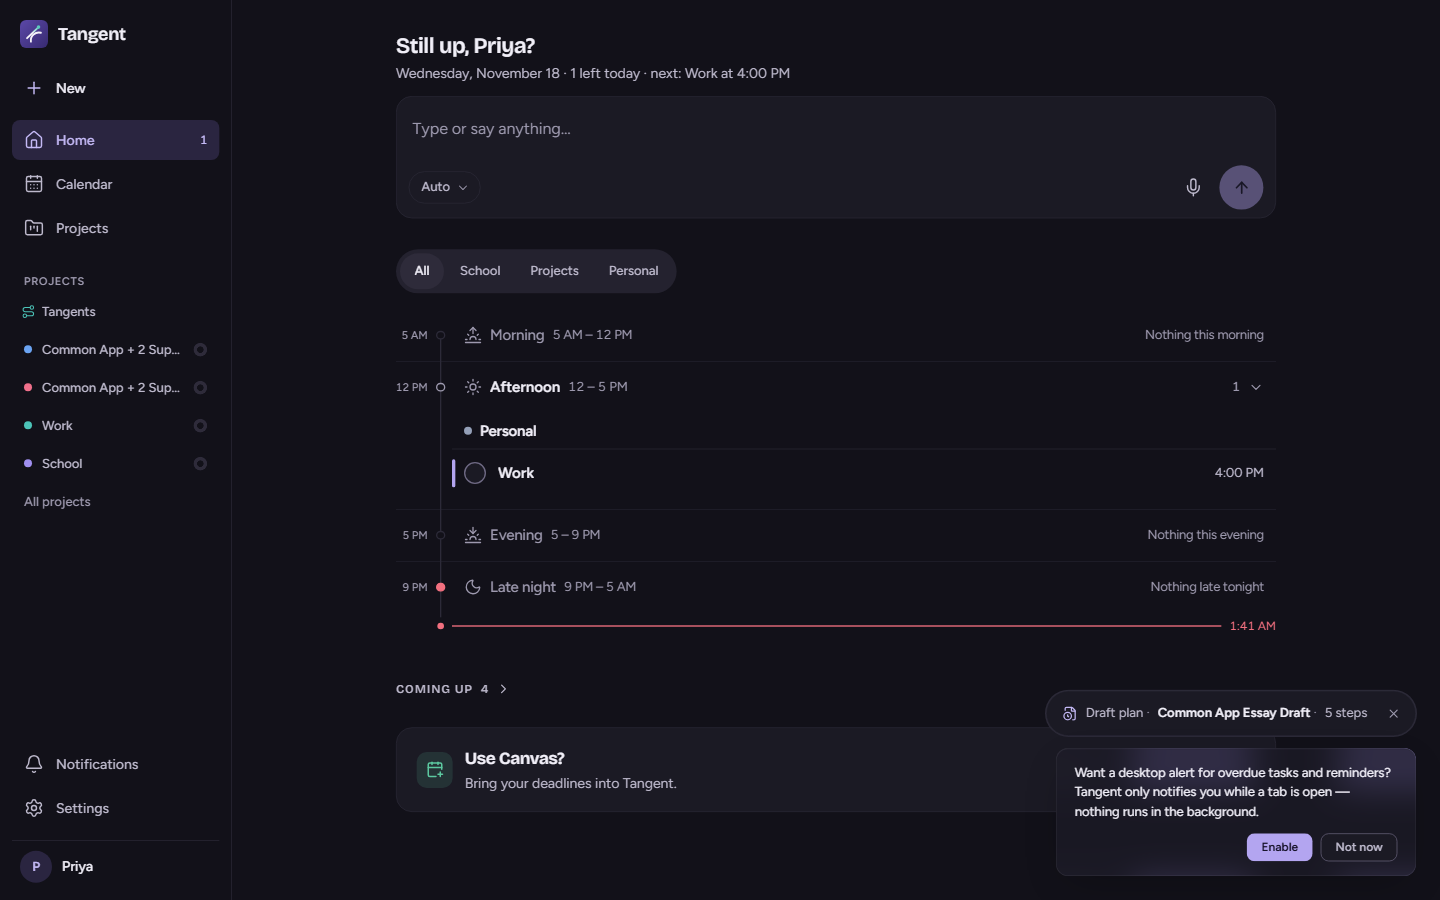 Tangent
New
Home 1
Calendar
Projects
PROJECTS
Tangents
Common App + 2 Sup...
Common App + 2 Sup...
Work
School
All projects
Notifications
Settings
P Priya
Still up, Priya?
Wednesday, November 18 · 1 left today · next: Work at 4:00 PM
Type or say anything...
Auto
All School Projects Personal
5 AM Morning 5 AM – 12 PM Nothing this morning
12 PM Afternoon 12 – 5 PM 1
Personal
Work 4:00 PM
5 PM Evening 5 – 9 PM Nothing this evening
9 PM Late night 9 PM – 5 AM Nothing late tonight
1:41 AM
COMING UP 4
Use Canvas?
Bring your deadlines into Tangent.
Draft plan · Common App Essay Draft · 5 steps
Want a desktop alert for overdue tasks and reminders?
Tangent only notifies you while a tab is open —
nothing runs in the background.
Enable Not now